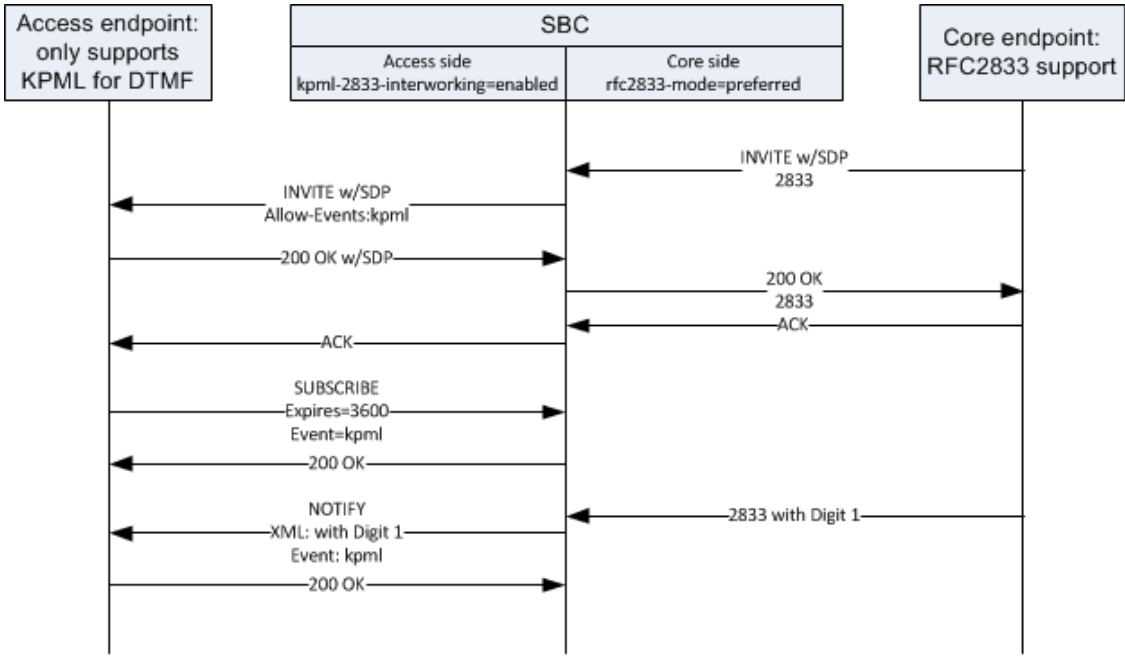 Access endpoint:
only supports
KPML for DTMF
SBC
Access side
kpml-2833-interworking=enabled
Core side
rfc2833-mode=preferred
Core endpoint:
RFC2833 support
INVITE w/SDP
2833
INVITE w/SDP
Allow-Events:kpml
200 OK w/SDP
200 OK
2833
ACK
ACK
SUBSCRIBE
Expires=3600
Event=kpml
200 OK
NOTIFY
XML: with Digit 1
Event: kpml
2833 with Digit 1
200 OK